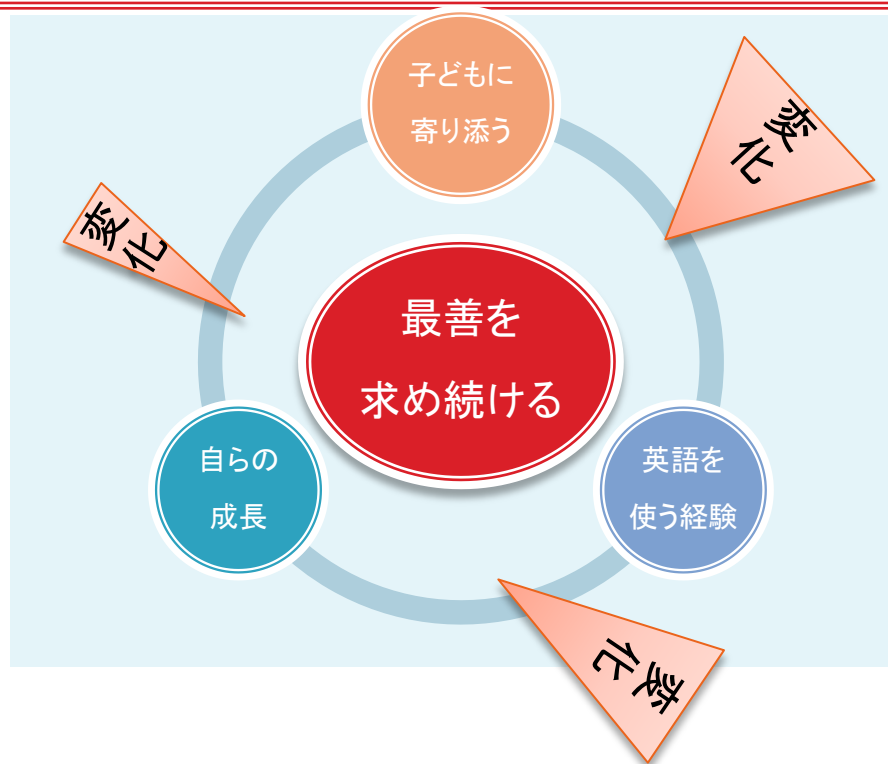 子どもに
寄り添う
変化
変化
最善を
求め続ける
自らの
成長
英語を
使う経験
変化